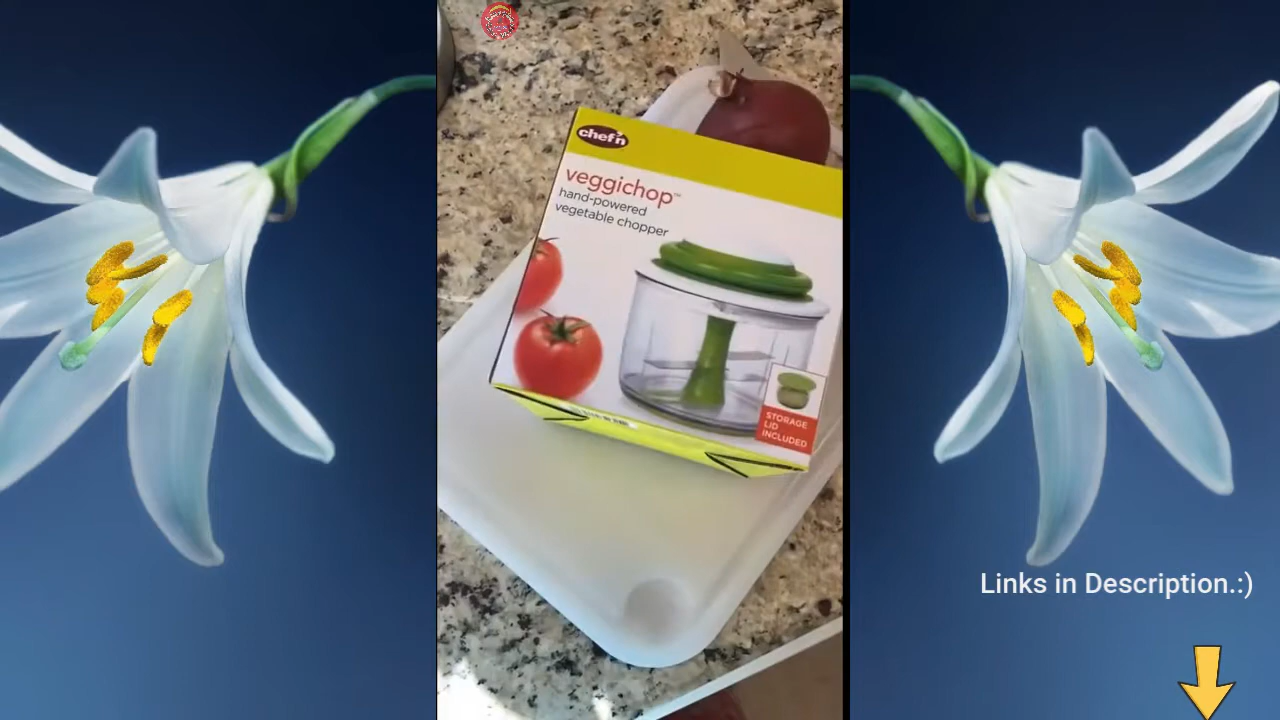 chef'n
veggichop™
hand-powered
vegetable chopper
STORAGE
LID
INCLUDED
Links in Description.:)